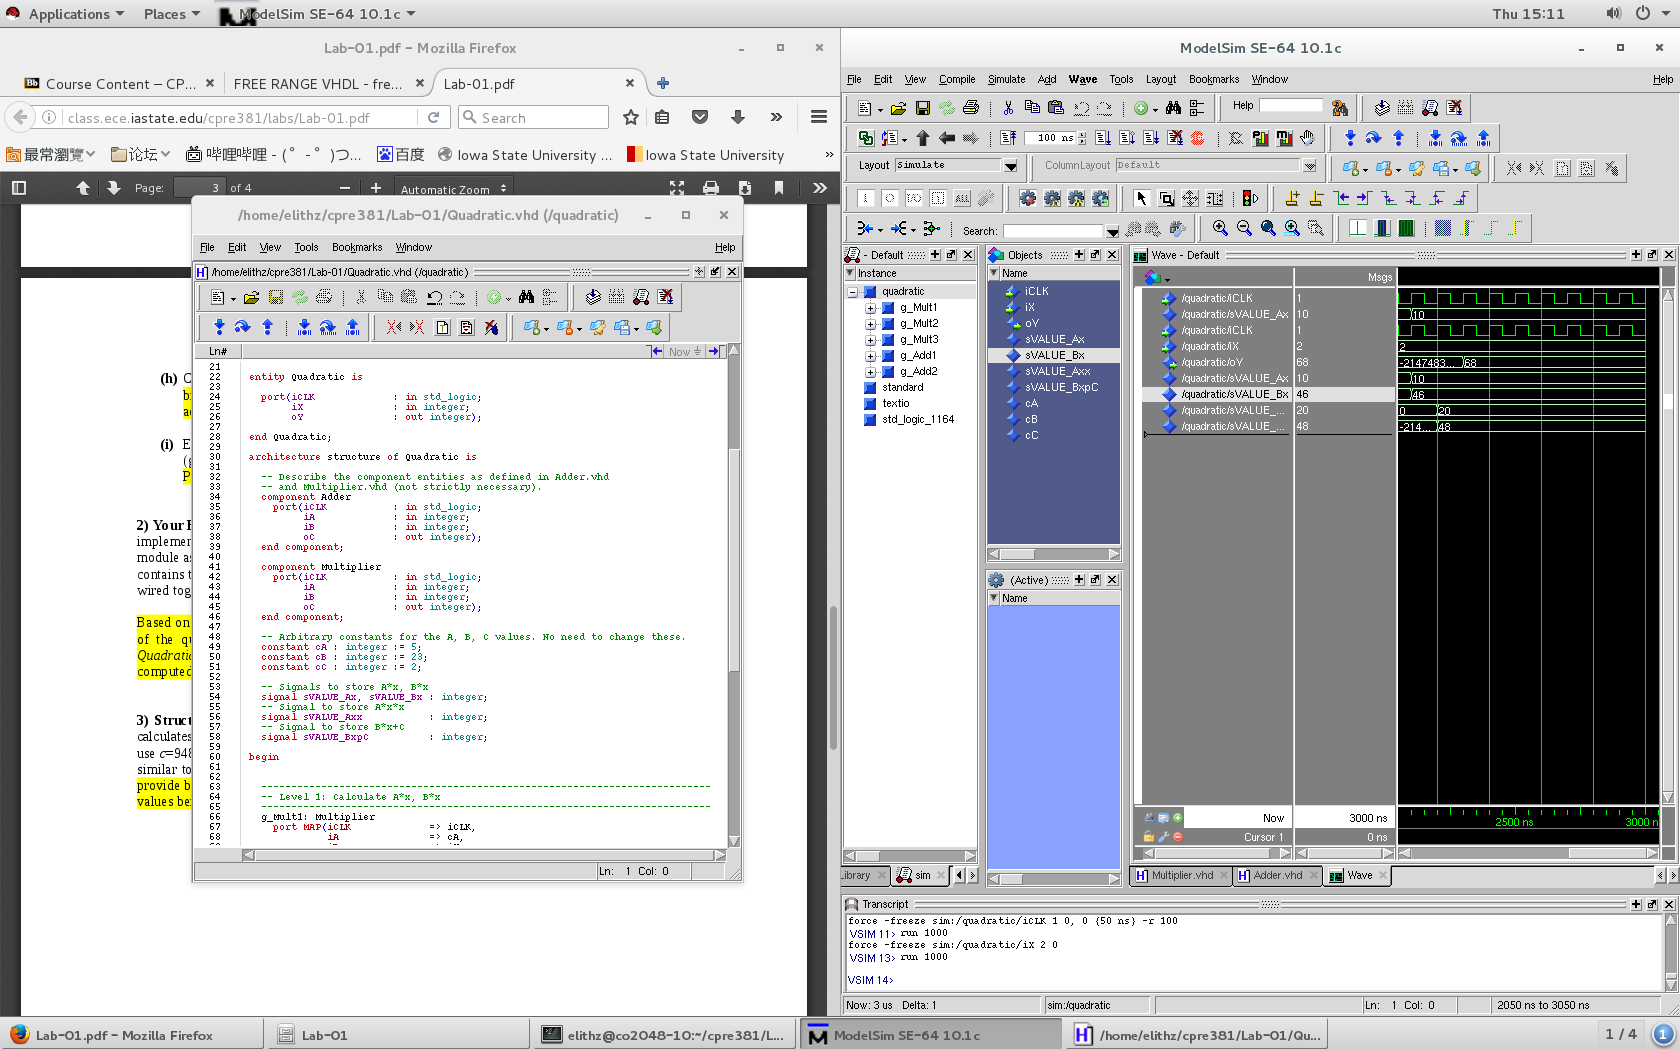 Applications Places ModelSim SE-64 10.1c Thu 15:11
Lab-01.pdf - Mozilla Firefox
Course Content – CP... FREE RANGE VHDL - fre... Lab-01.pdf
class.ece.iastate.edu/cpre381/labs/Lab-01.pdf Search
最常瀏覽 论坛 哔哩哔哩 - ( ゜- ゜)つ... 百度 Iowa State University ... Iowa State University
Page: 3 of 4 Automatic Zoom
(h)
(i)
2) Your
implemen
module as
contains t
wired tog
Based on
of the qu
Quadratic
computed
3) Struct
calculates
use c=948
similar to
provide b
values be
/home/elithz/cpre381/Lab-01/Quadratic.vhd (/quadratic)
File Edit View Tools Bookmarks Window Help
/home/elithz/cpre381/Lab-01/Quadratic.vhd (/quadratic)
Ln# Now
21
22 entity Quadratic is
23
24 port(iCLK : in std_logic;
25 iX : in integer;
26 oY : out integer);
27
28 end Quadratic;
29
30 architecture structure of Quadratic is
31
32 -- Describe the component entities as defined in Adder.vhd
33 -- and Multiplier.vhd (not strictly necessary).
34 component Adder
35 port(iCLK : in std_logic;
36 iA : in integer;
37 iB : in integer;
38 oC : out integer);
39 end component;
40
41 component Multiplier
42 port(iCLK : in std_logic;
43 iA : in integer;
44 iB : in integer;
45 oC : out integer);
46 end component;
47
48 -- Arbitrary constants for the A, B, C values. No need to change these.
49 constant cA : integer := 5;
50 constant cB : integer := 23;
51 constant cC : integer := 2;
52
53 -- Signals to store A*x, B*x
54 signal sVALUE_Ax, sVALUE_Bx : integer;
55 -- Signal to store A*x*x
56 signal sVALUE_Axx : integer;
57 -- Signal to store B*x+C
58 signal sVALUE_BxpC : integer;
59
60 begin
61
62
63 ---------------------------------------------------------------------------
64 -- Level 1: Calculate A*x, B*x
65 ---------------------------------------------------------------------------
66 g_Mult1: Multiplier
67 port MAP(iCLK => iCLK,
68 iA => cA,
Ln: 1 Col: 0
ModelSim SE-64 10.1c
File Edit View Compile Simulate Add Wave Tools Layout Bookmarks Window Help
Help
100 ns
Layout Simulate ColumnLayout Default
Search:
- Default
Instance
quadratic
g_Mult1
g_Mult2
g_Mult3
g_Add1
g_Add2
standard
textio
std_logic_1164
Library sim
Objects
Name
iCLK
iX
oY
sVALUE_Ax
sVALUE_Bx
sVALUE_Axx
sVALUE_BxpC
cA
cB
cC
(Active)
Name
Wave - Default
Msgs
/quadratic/iCLK 1
/quadratic/sVALUE_Ax 10 10
/quadratic/iCLK 1
/quadratic/iX 2 2
/quadratic/oY 68 -2147483... 68
/quadratic/sVALUE_Ax 10 10
/quadratic/sVALUE_Bx 46 46
/quadratic/sVALUE_... 20 0 20
/quadratic/sVALUE_... 48 -214... 48
Now 3000 ns 2500 ns 3000 n
Cursor 1 0 ns
Multiplier.vhd Adder.vhd Wave
Transcript
force -freeze sim:/quadratic/iCLK 1 0, 0 {50 ns} -r 100
VSIM 11> run 1000
force -freeze sim:/quadratic/iX 2 0
VSIM 13> run 1000
VSIM 14>
Now: 3 us Delta: 1 sim:/quadratic Ln: 1 Col: 0 2050 ns to 3050 ns
Lab-01.pdf - Mozilla Firefox Lab-01 elithz@co2048-10:~/cpre381/L... ModelSim SE-64 10.1c /home/elithz/cpre381/Lab-01/Qu... 1 / 4 1